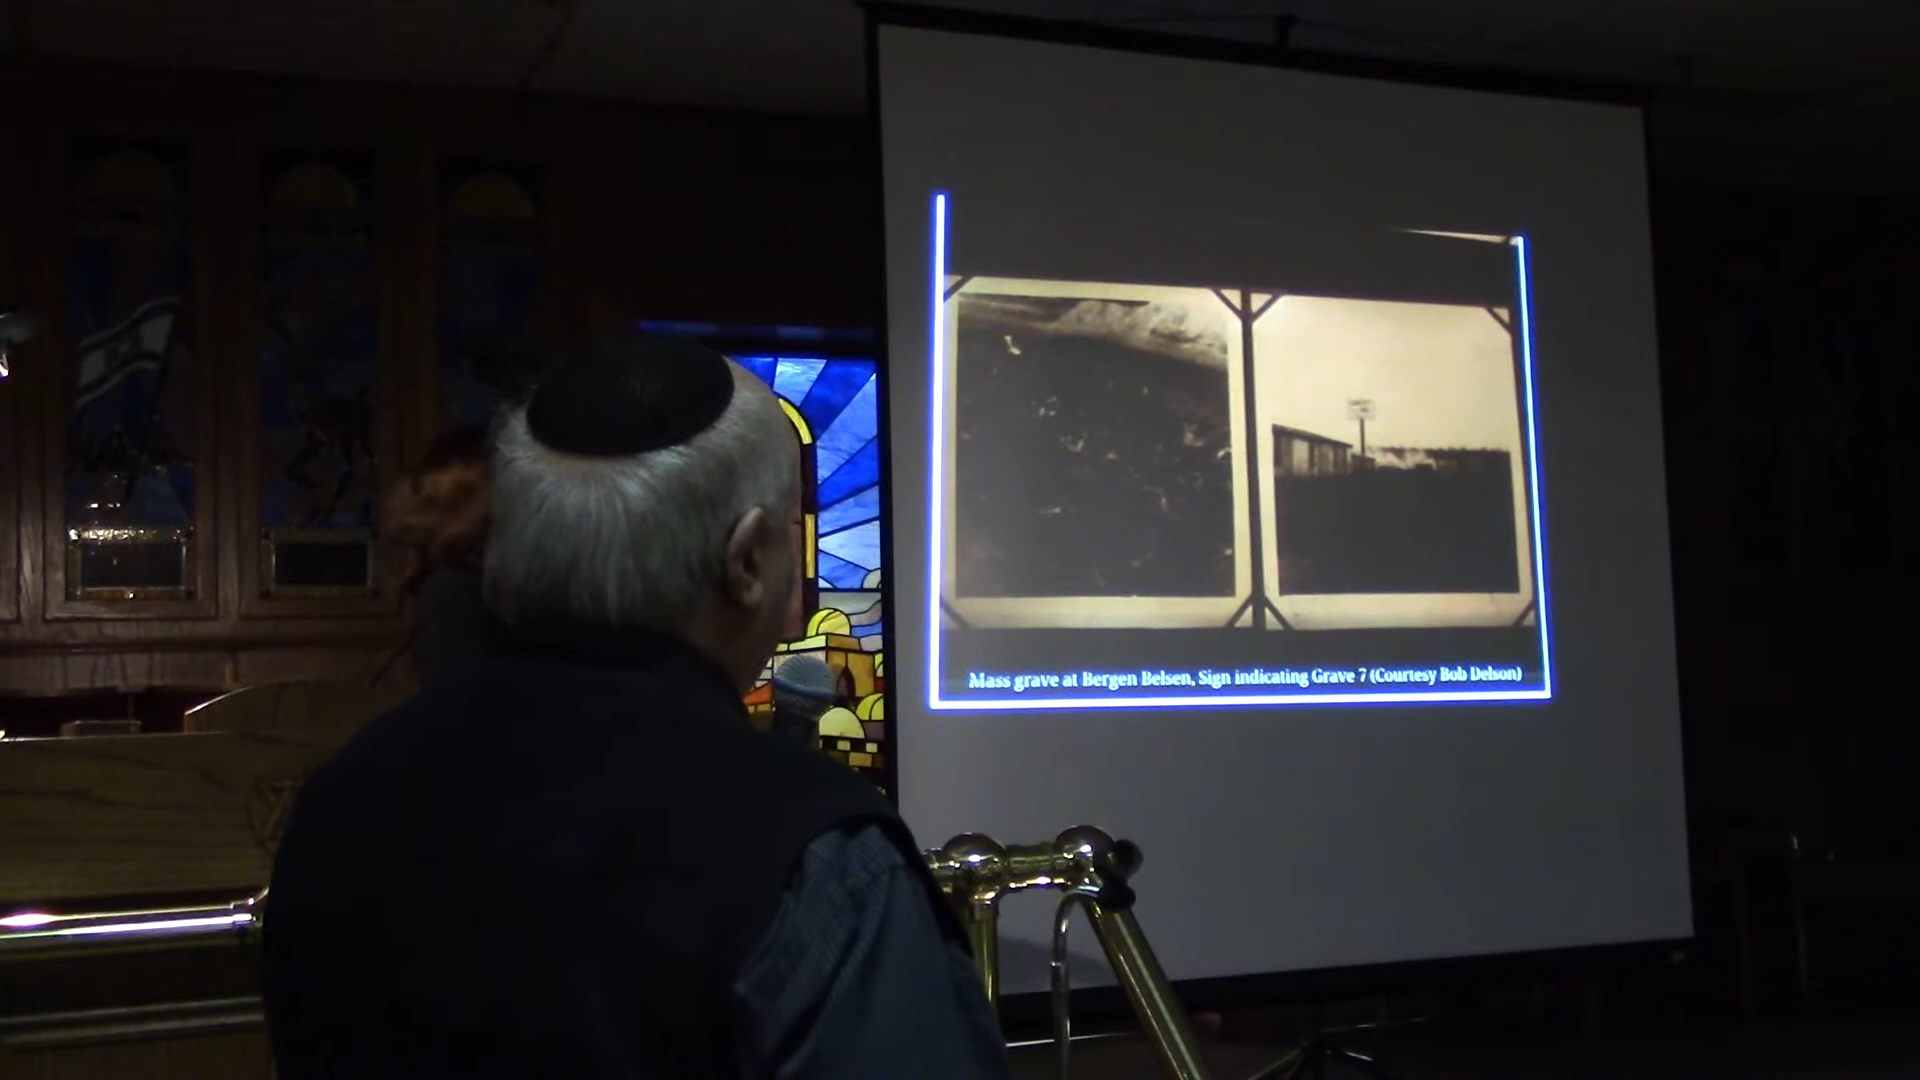 Mass grave at Bergen Belsen, Sign indicating Grave 7 (Courtesy Bob Delson)